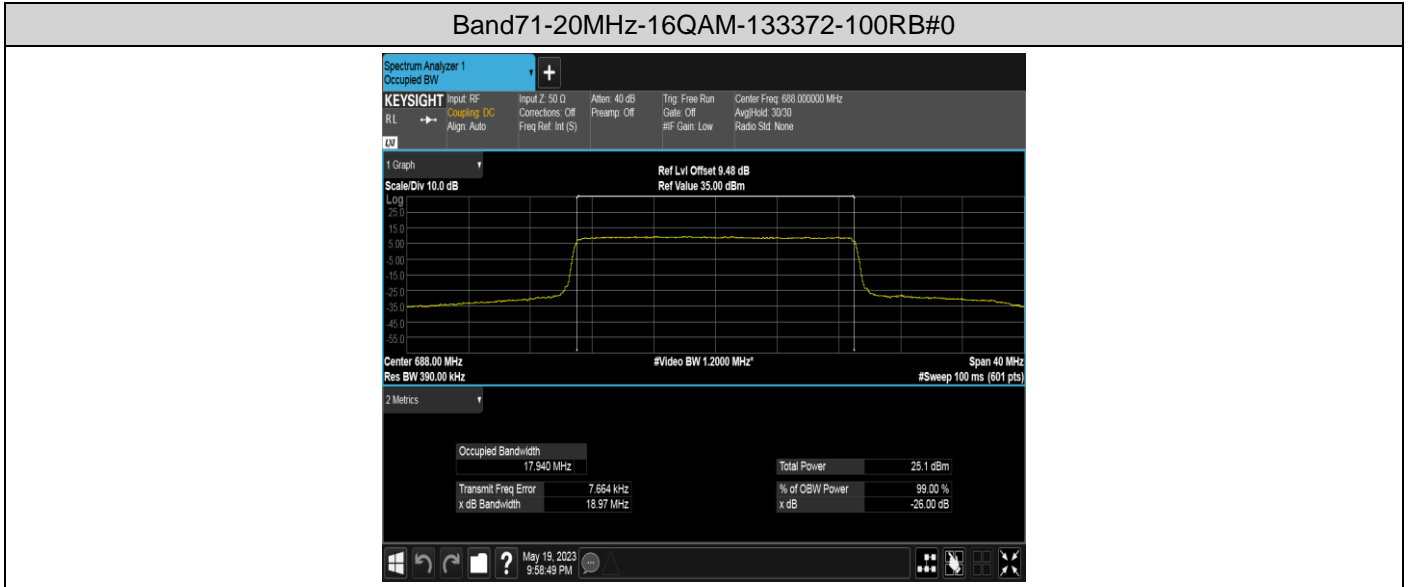 Band71-20MHz-16QAM-133372-100RB#0
Spectrum Analyzer 1
Occupied BW
+
KEYSIGHT Input: RF Input Z: 50 Ω Atten: 40 dB Trig: Free Run Center Freq: 688.000000 MHz
RL Coupling: DC Corrections: Off Preamp: Off Gate: Off Avg|Hold: 30/30
Align: Auto Freq Ref: Int (S) #IF Gain: Low Radio Std: None
LXI
1 Graph
Ref Lvl Offset 9.48 dB
Scale/Div 10.0 dB Ref Value 35.00 dBm
Log
25.0
15.0
5.00
-5.00
-15.0
-25.0
-35.0
-45.0
-55.0
Center 688.00 MHz #Video BW 1.2000 MHz* Span 40 MHz
Res BW 390.00 kHz #Sweep 100 ms (601 pts)
2 Metrics
Occupied Bandwidth
17.940 MHz Total Power 25.1 dBm
Transmit Freq Error 7.664 kHz % of OBW Power 99.00 %
x dB Bandwidth 18.97 MHz x dB -26.00 dB
? May 19, 2023
9:58:49 PM